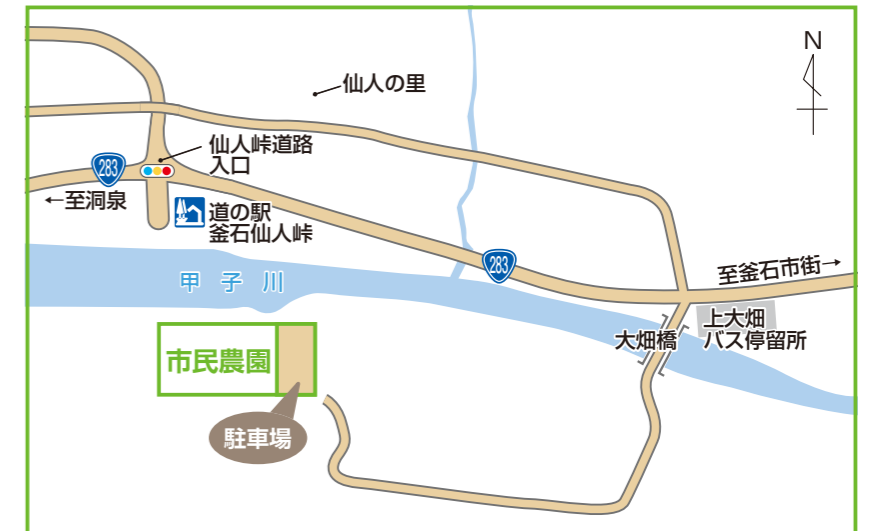 N
仙人の里
仙人峠道路
入口
283
←至洞泉
道の駅
釜石仙人峠
283
至釜石市街→
甲子川
上大畑
バス停留所
大畑橋
市民農園
駐車場